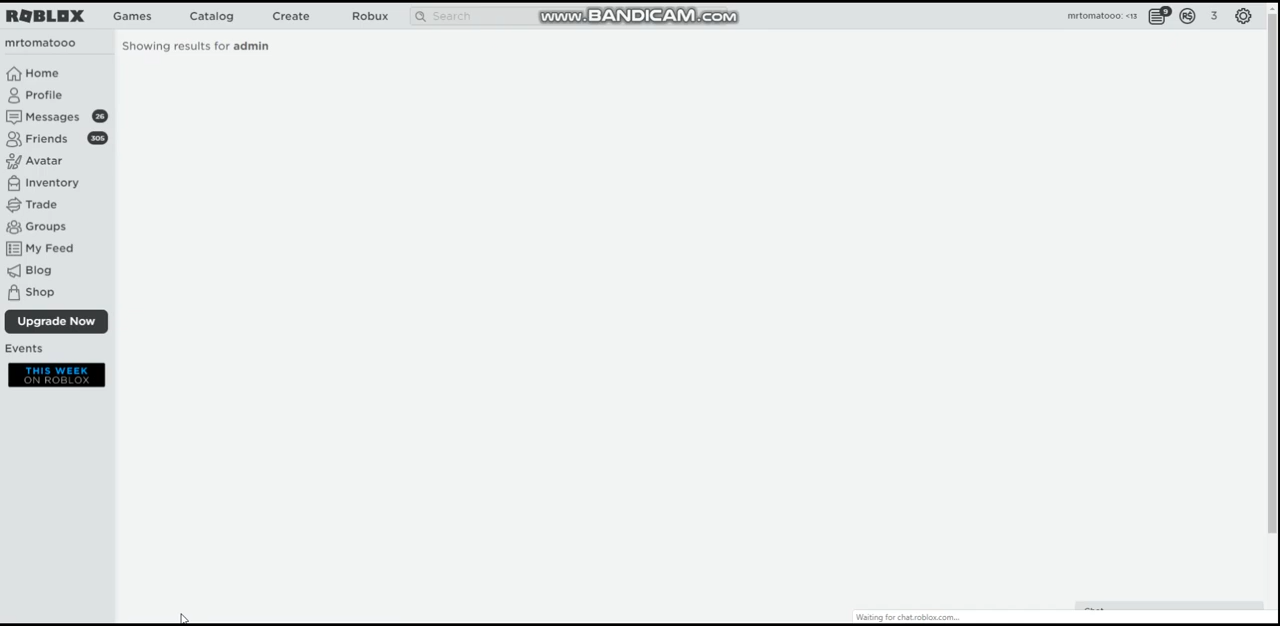 ROBLOX Games Catalog Create Robux Search www.BANDICAM.com mrtomatooo: <13 9 R$ 3
mrtomatooo
Showing results for admin
Home
Profile
Messages 26
Friends 305
Avatar
Inventory
Trade
Groups
My Feed
Blog
Shop
Upgrade Now
Events
THIS WEEK
ON ROBLOX
Chat
Waiting for chat.roblox.com...